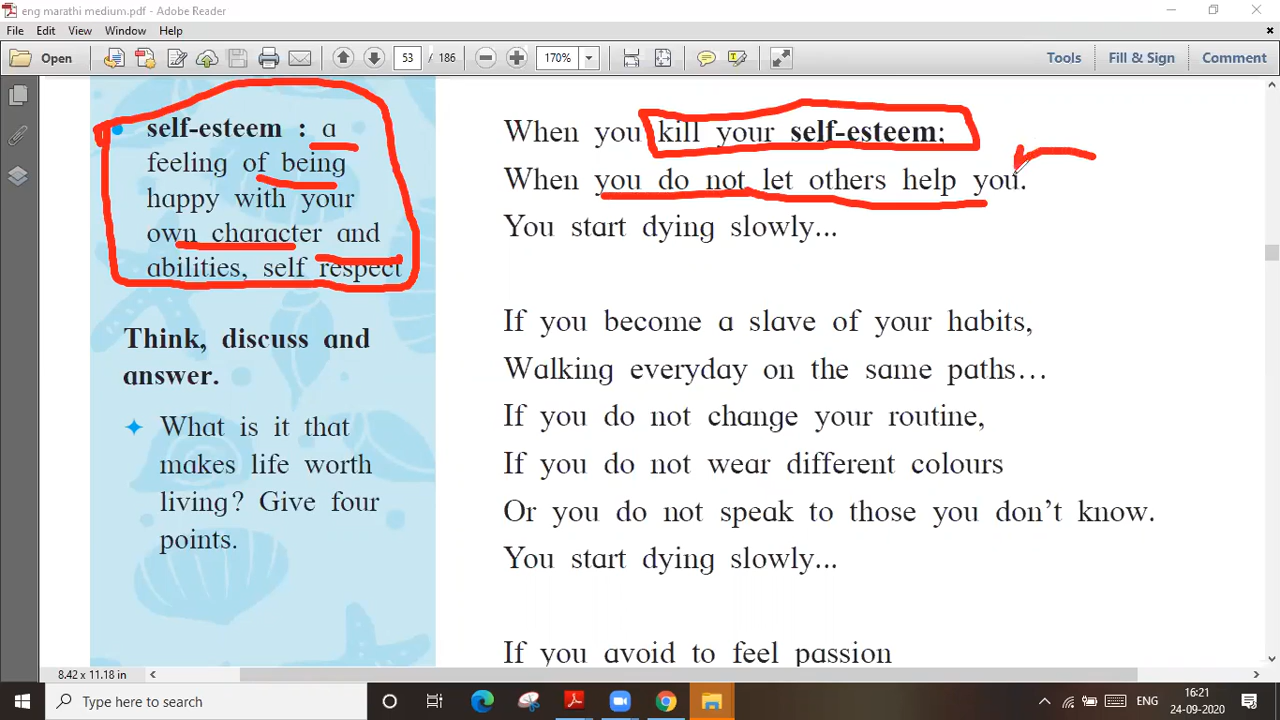 eng marathi medium.pdf - Adobe Reader
File Edit View Window Help
Open 53 / 186 170% Tools Fill & Sign Comment
self-esteem : a
feeling of being
happy with your
own character and
abilities, self respect
Think, discuss and
answer.
What is it that
makes life worth
living? Give four
points.
When you kill your self-esteem;
When you do not let others help you.
You start dying slowly...
If you become a slave of your habits,
Walking everyday on the same paths...
If you do not change your routine,
If you do not wear different colours
Or you do not speak to those you don't know.
You start dying slowly...
If you avoid to feel passion
8.42 x 11.18 in
Type here to search
ENG
16:21
24-09-2020